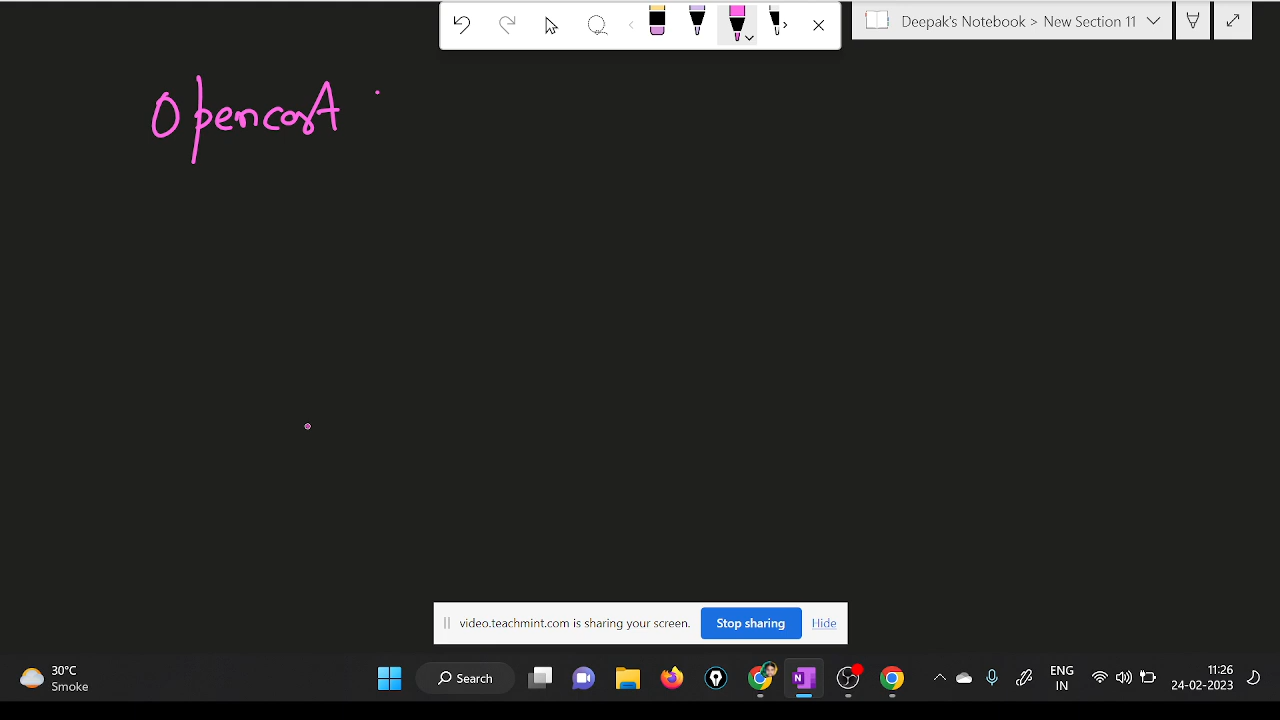 Deepak's Notebook > New Section 11
Opencast
video.teachmint.com is sharing your screen.
Stop sharing
Hide
30°C
Smoke
Search
ENG
IN
11:26
24-02-2023